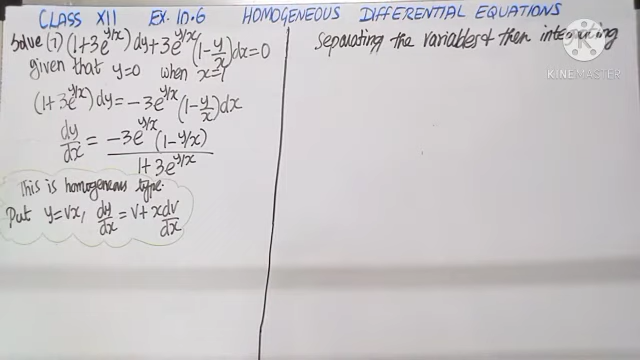 CLASS XII EX. 10.6 HOMOGENEOUS DIFFERENTIAL EQUATIONS
Solve (7) (1+3e^{y/x}) dy+3e^{y/x}(1-y/x)dx=0
given that y=0 when x=1
(1+3e^{y/x}) dy=-3e^{y/x}(1-y/x)dx
dy/dx = -3e^{y/x}(1-y/x) / 1+3e^{y/x}
This is homogeneous type.
Put y=vx, dy/dx = v+x dv/dx
Separating the variables & then integrating
KINEMASTER